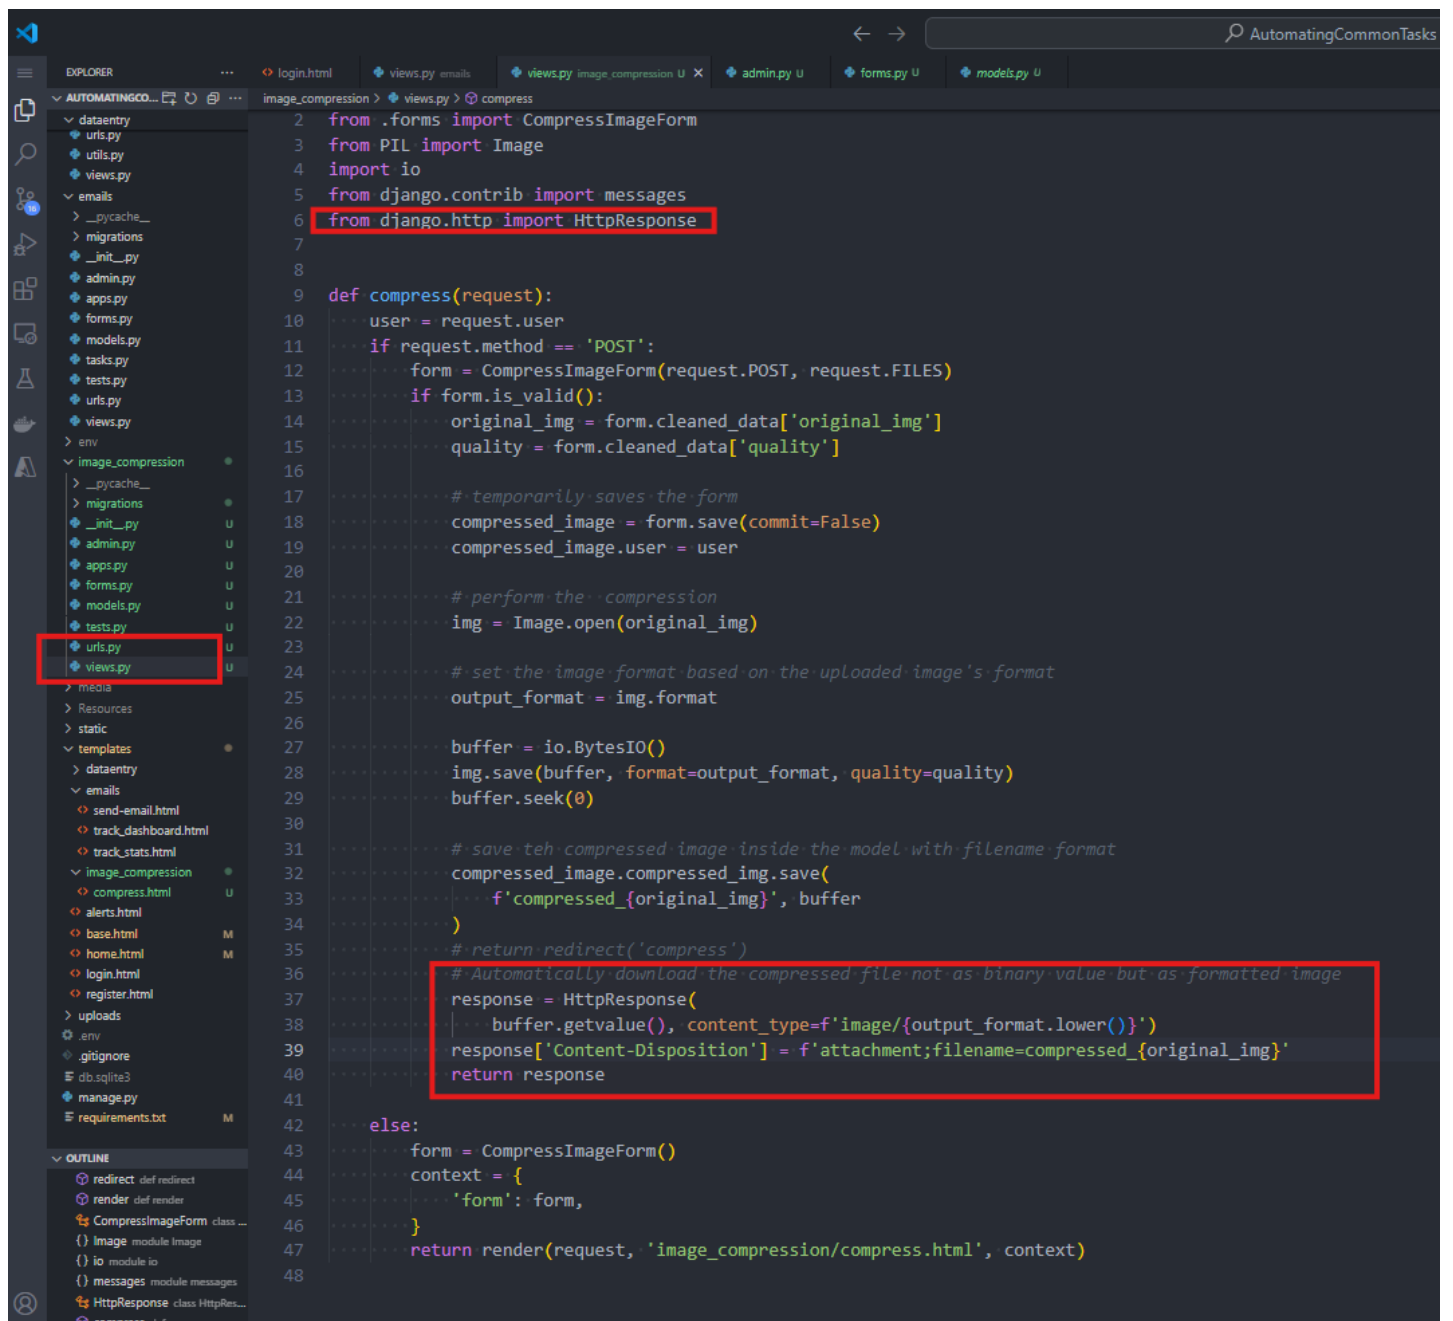 AutomatingCommonTasks
EXPLORER ...
login.html
views.py emails
views.py image_compression U
admin.py U
forms.py U
models.py U
AUTOMATINGCO... ...
image_compression > views.py > compress
dataentry
urls.py
utils.py
views.py
emails
__pycache__
migrations
__init__.py
admin.py
apps.py
forms.py
models.py
tasks.py
tests.py
urls.py
views.py
env
image_compression
__pycache__
migrations
__init__.py U
admin.py U
apps.py U
forms.py U
models.py U
tests.py U
urls.py U
views.py U
media
Resources
static
templates
dataentry
emails
send-email.html
track_dashboard.html
track_stats.html
image_compression
compress.html U
alerts.html
base.html M
home.html M
login.html
register.html
uploads
.env
.gitignore
db.sqlite3
manage.py
requirements.txt M
OUTLINE
redirect def redirect
render def render
CompressImageForm class ...
Image module Image
io module io
messages module messages
HttpResponse class HttpRes...
16
2 from .forms import CompressImageForm
3 from PIL import Image
4 import io
5 from django.contrib import messages
6 from django.http import HttpResponse
7
8
9 def compress(request):
10 user = request.user
11 if request.method == 'POST':
12 form = CompressImageForm(request.POST, request.FILES)
13 if form.is_valid():
14 original_img = form.cleaned_data['original_img']
15 quality = form.cleaned_data['quality']
16
17 # temporarily saves the form
18 compressed_image = form.save(commit=False)
19 compressed_image.user = user
20
21 # perform the  compression
22 img = Image.open(original_img)
23
24 # set the image format based on the uploaded image's format
25 output_format = img.format
26
27 buffer = io.BytesIO()
28 img.save(buffer, format=output_format, quality=quality)
29 buffer.seek(0)
30
31 # save teh compressed image inside the model with filename format
32 compressed_image.compressed_img.save(
33 f'compressed_{original_img}', buffer
34 )
35 # return redirect('compress')
36 # Automatically download the compressed file not as binary value but as formatted image
37 response = HttpResponse(
38 buffer.getvalue(), content_type=f'image/{output_format.lower()}')
39 response['Content-Disposition'] = f'attachment;filename=compressed_{original_img}'
40 return response
41
42 else:
43 form = CompressImageForm()
44 context = {
45 'form': form,
46 }
47 return render(request, 'image_compression/compress.html', context)
48